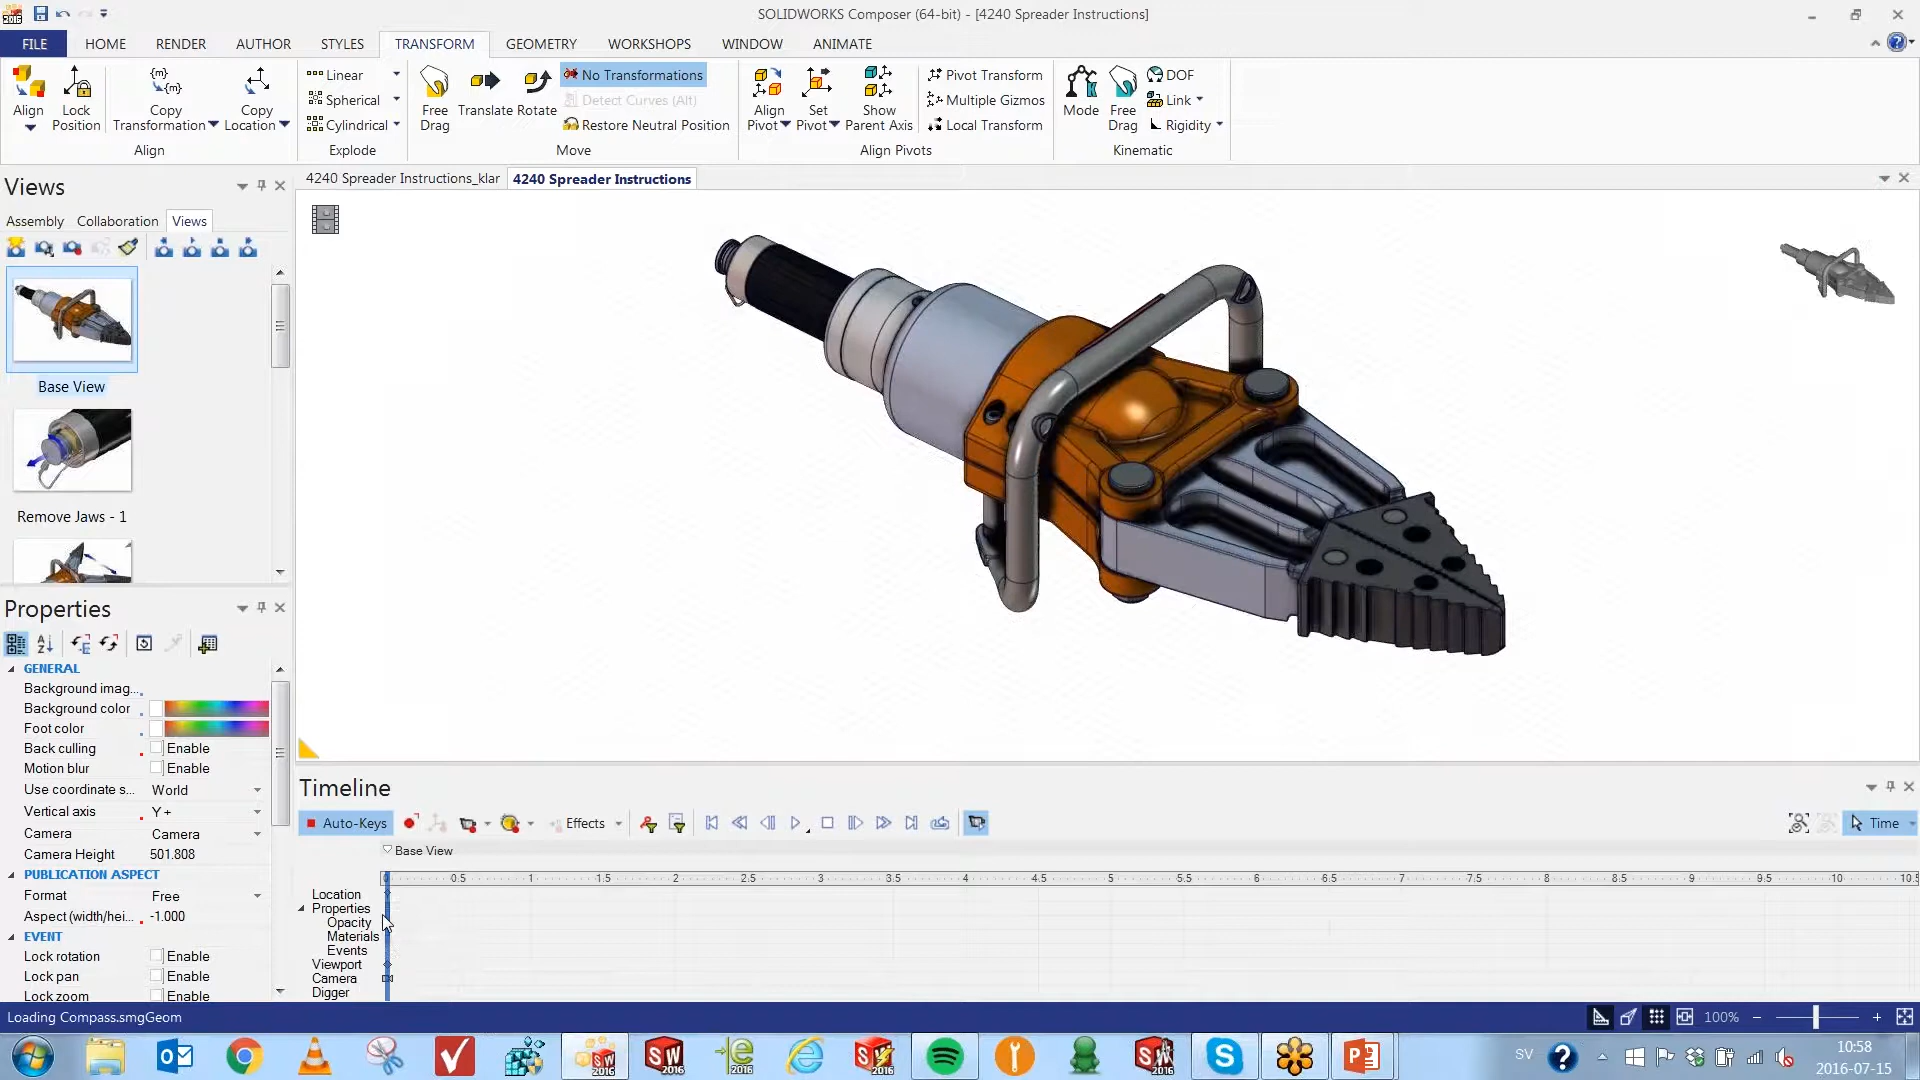 SOLIDWORKS Composer (64-bit) - [4240 Spreader Instructions]
FILE HOME RENDER AUTHOR STYLES TRANSFORM GEOMETRY WORKSHOPS WINDOW ANIMATE
Align
Lock Position
Copy Transformation
Copy Location
Align
Linear
Spherical
Cylindrical
Explode
Free Drag
Translate
Rotate
No Transformations
Detect Curves (Alt)
Restore Neutral Position
Move
Align Pivot
Set Pivot
Show Parent Axis
Pivot Transform
Multiple Gizmos
Local Transform
Align Pivots
Mode
Free Drag
DOF
Link
Rigidity
Kinematic
Views
Assembly Collaboration Views
Base View
Remove Jaws - 1
4240 Spreader Instructions_klar 4240 Spreader Instructions
Properties
GENERAL
Background imag...
Background color
Foot color
Back culling Enable
Motion blur Enable
Use coordinate s... World
Vertical axis Y+
Camera Camera
Camera Height 501.808
PUBLICATION ASPECT
Format Free
Aspect (width/hei... -1.000
EVENT
Lock rotation Enable
Lock pan Enable
Lock zoom Enable
Timeline
Auto-Keys Effects Time
Base View
0 0.5 1 1.5 2 2.5 3 3.5 4 4.5 5 5.5 6 6.5 7 7.5 8 8.5 9 9.5 10 10.5
Location
Properties
Opacity
Materials
Events
Viewport
Camera
Digger
Loading Compass.smgGeom
100%
SV
10:58
2016-07-15